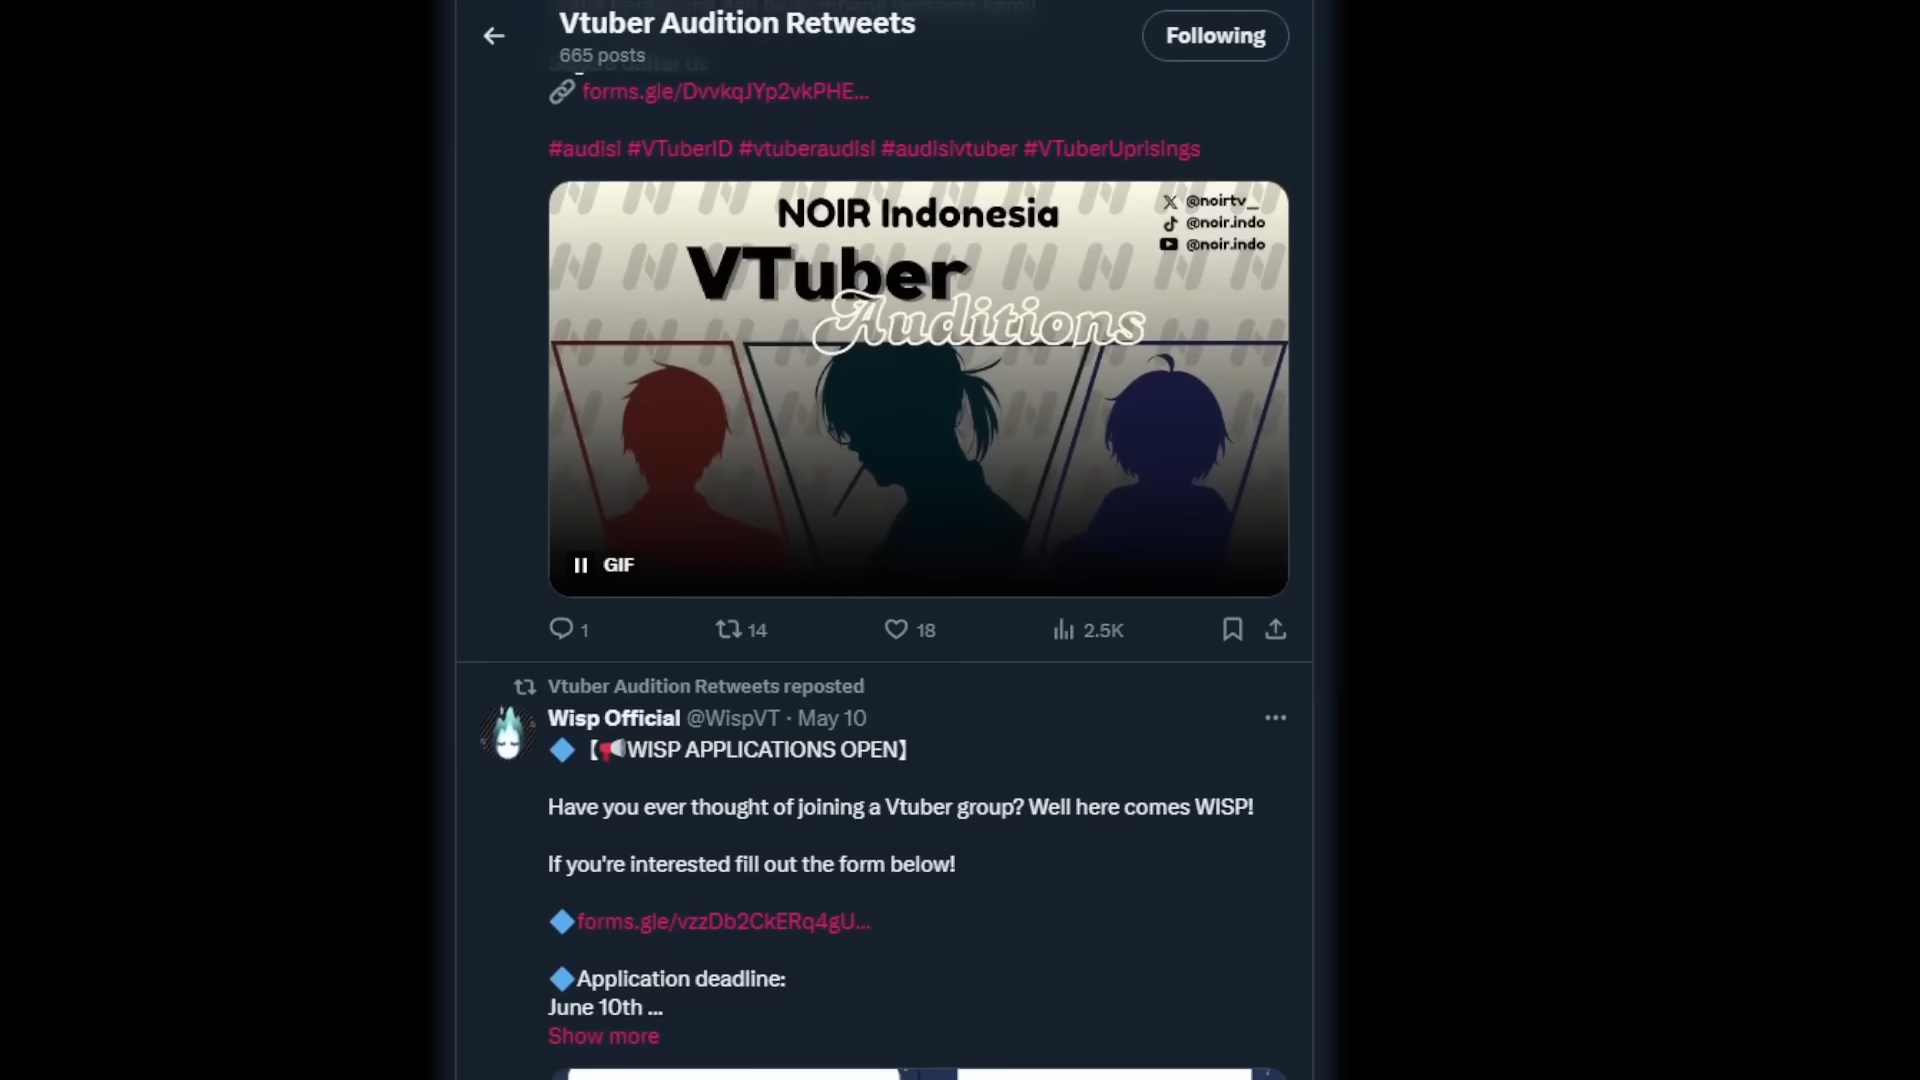 Vtuber Audition Retweets
665 posts
Following
forms.gle/DvvkqJYp2vkPHE...
#audisi #VTuberID #vtuberaudisi #audisivtuber #VTuberUprisings
NOIR Indonesia
VTuber
Auditions
@noirtv_
@noir.indo
@noir.indo
GIF
1 14 18 2.5K
Vtuber Audition Retweets reposted
Wisp Official @WispVT · May 10
【WISP APPLICATIONS OPEN】
Have you ever thought of joining a Vtuber group? Well here comes WISP!
If you're interested fill out the form below!
forms.gle/vzzDb2CkERq4gU...
Application deadline:
June 10th ...
Show more